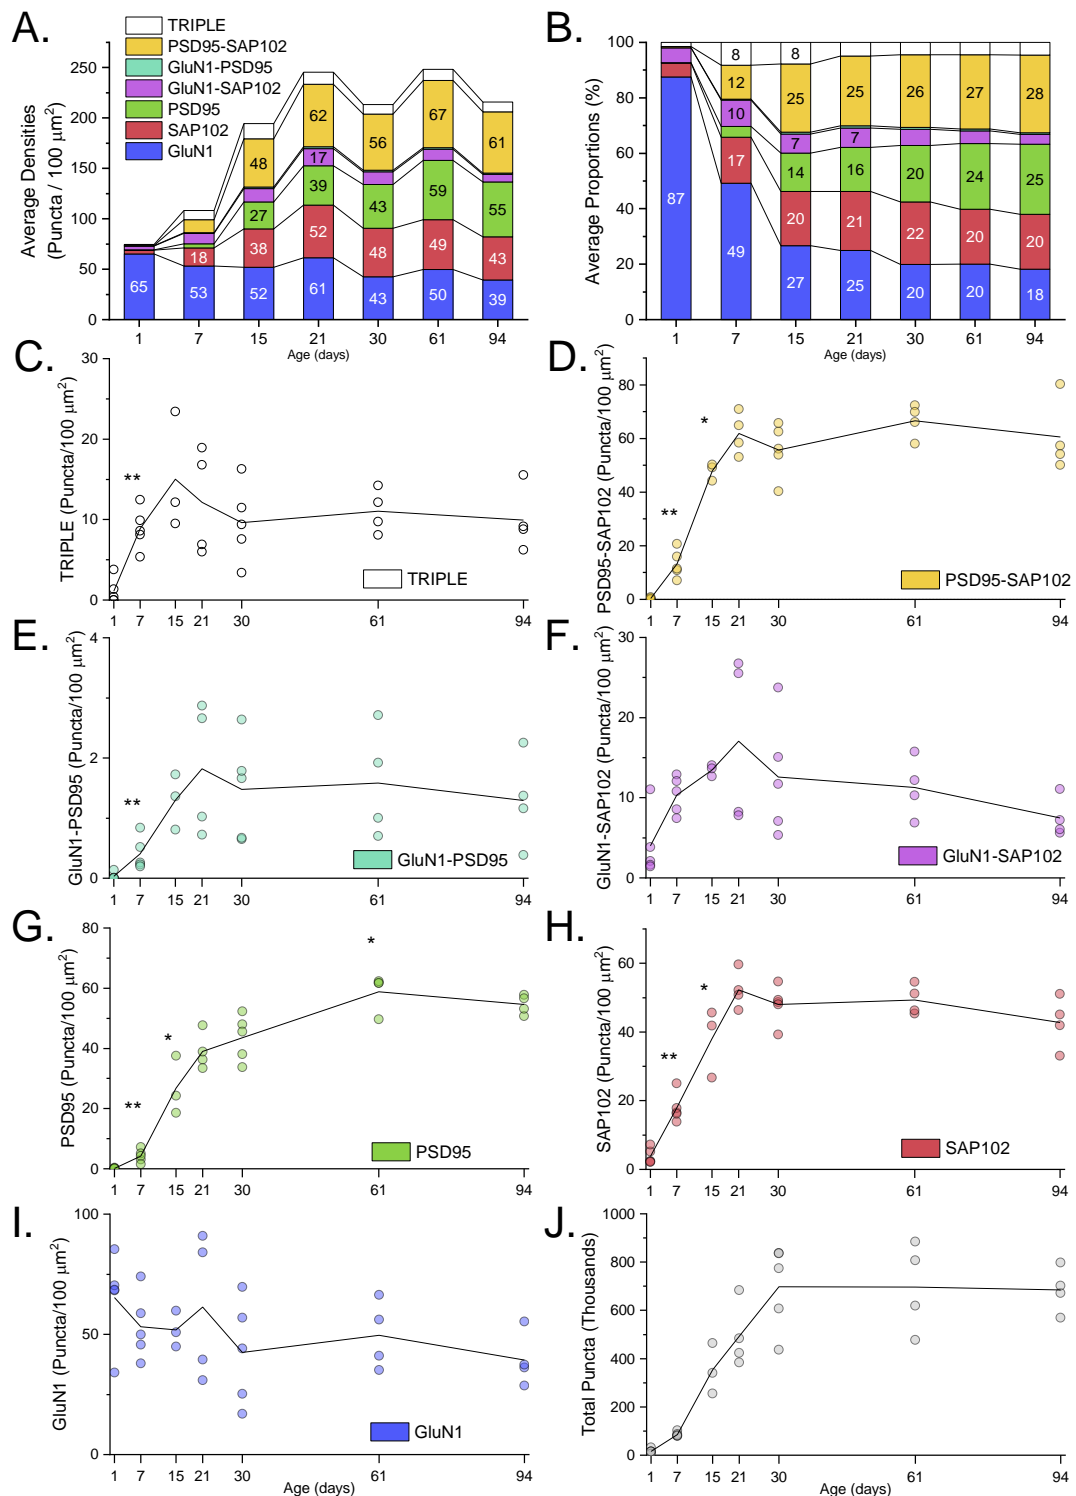 A.
TRIPLE
PSD95-SAP102
GluN1-PSD95
GluN1-SAP102
PSD95
SAP102
GluN1
Average Densities
(Puncta / 100 μm²)
250
200
150
100
50
0
65
53 18
52 38 27 48
61 52 39 17 62
43 48 43 56
50 49 59 67
39 43 55 61
1 7 15 21 30 61 94
Age (days)
B.
Average Proportions (%)
100
80
60
40
20
0
87
49 17 10 12 8
27 20 14 7 25 8
25 21 16 7 25
20 22 20 26
20 20 24 27
18 20 25 28
1 7 15 21 30 61 94
Age (days)
C.
TRIPLE (Puncta/100 μm²)
30
20
10
0
**
TRIPLE
1 7 15 21 30 61 94
D.
PSD95-SAP102 (Puncta/100 μm²)
80
60
40
20
0
*
**
PSD95-SAP102
1 7 15 21 30 61 94
E.
GluN1-PSD95 (Puncta/100 μm²)
4
2
0
**
GluN1-PSD95
1 7 15 21 30 61 94
F.
GluN1-SAP102 (Puncta/100 μm²)
30
20
10
0
GluN1-SAP102
1 7 15 21 30 61 94
G.
PSD95 (Puncta/100 μm²)
80
60
40
20
0
*
*
**
PSD95
1 7 15 21 30 61 94
H.
SAP102 (Puncta/100 μm²)
60
40
20
0
*
**
SAP102
1 7 15 21 30 61 94
I.
GluN1 (Puncta/100 μm²)
100
50
0
GluN1
1 7 15 21 30 61 94
Age (days)
J.
Total Puncta (Thousands)
1000
800
600
400
200
0
1 7 15 21 30 61 94
Age (days)